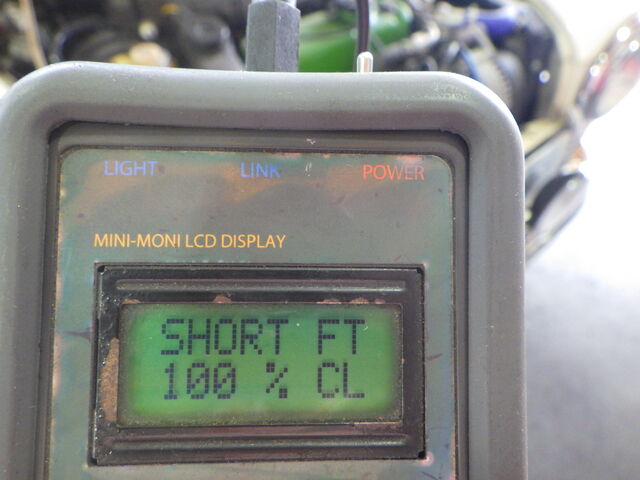 LIGHT LINK POWER
MINI-MONI LCD DISPLAY
SHORT FT
100 % CL